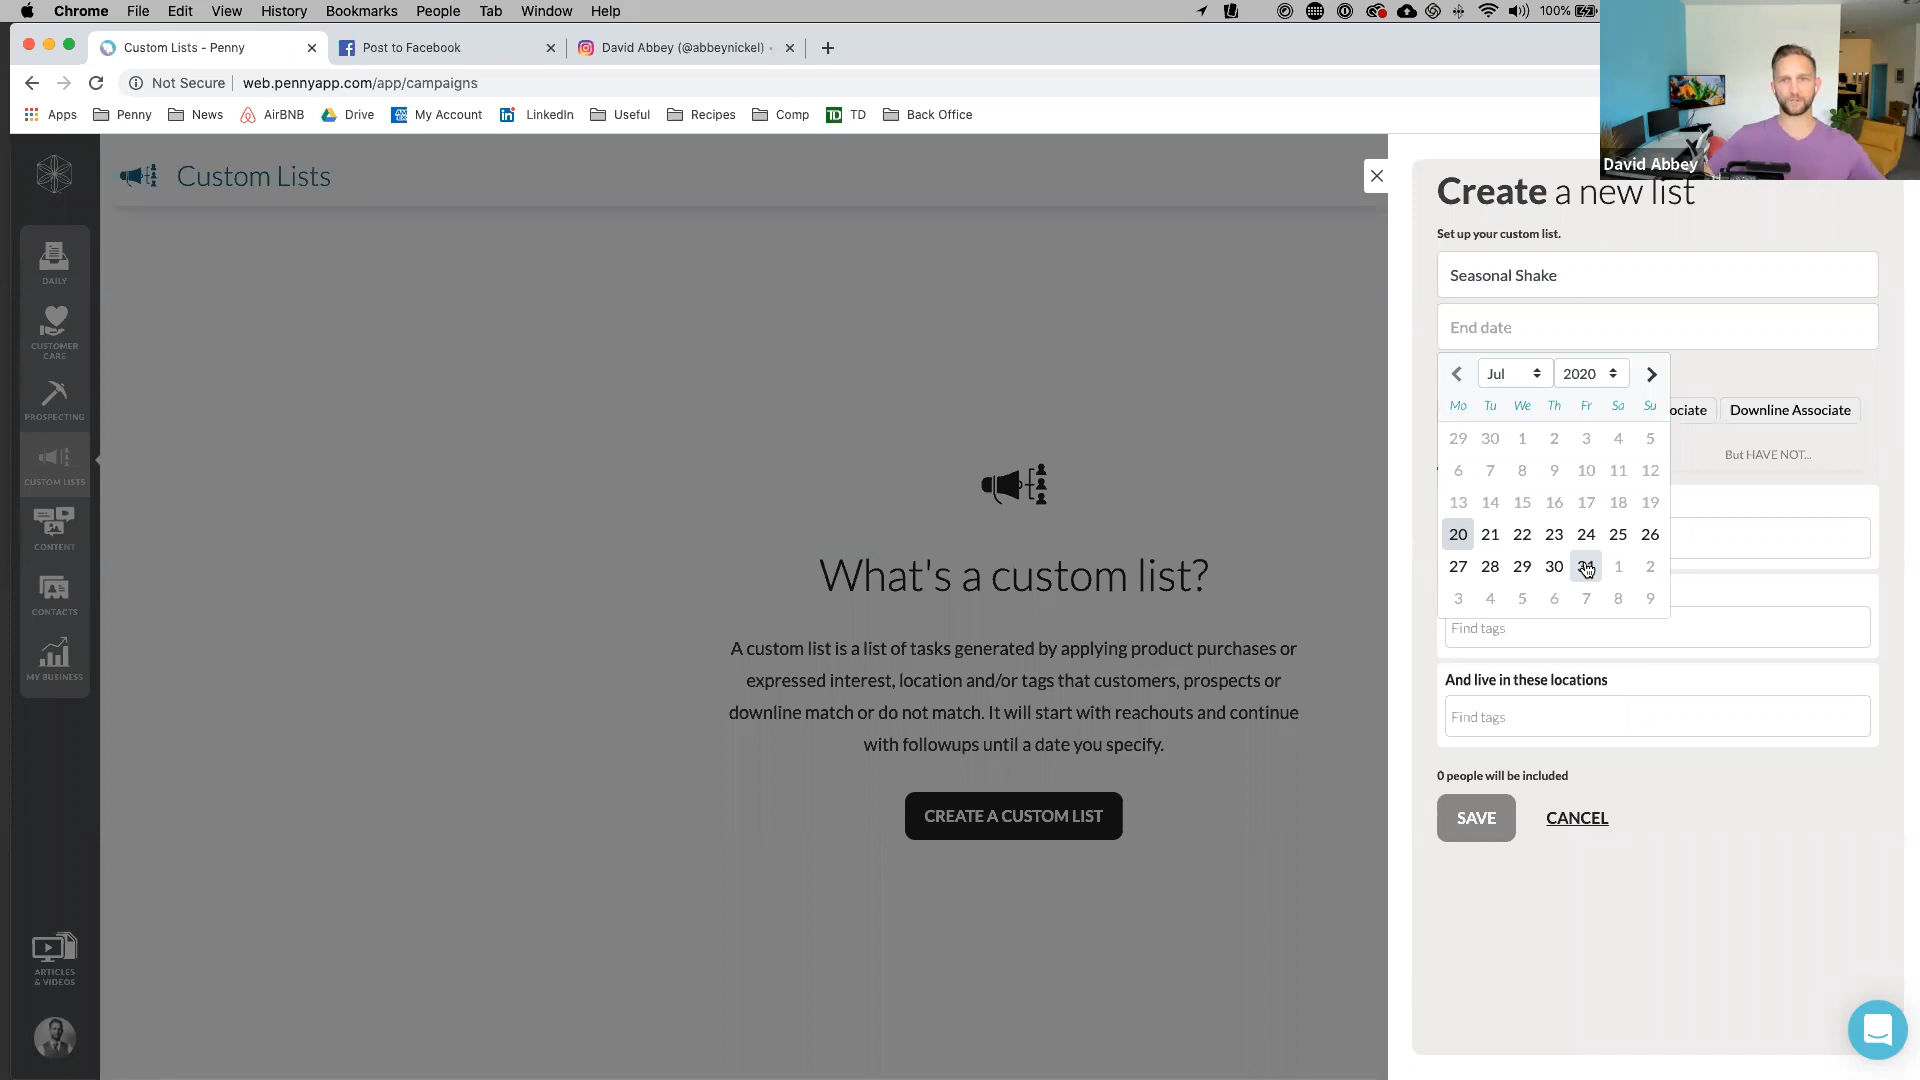 Chrome File Edit View History Bookmarks People Tab Window Help
100%
Custom Lists - Penny
Post to Facebook
David Abbey (@abbeynickel) •
Not Secure
web.pennyapp.com/app/campaigns
Apps
Penny
News
AirBNB
Drive
My Account
LinkedIn
Useful
Recipes
Comp
TD
Back Office
David Abbey
Custom Lists
DAILY
CUSTOMER
CARE
PROSPECTING
CUSTOM LISTS
CONTENT
CONTACTS
MY BUSINESS
ARTICLES
& VIDEOS
What's a custom list?
A custom list is a list of tasks generated by applying product purchases or
expressed interest, location and/or tags that customers, prospects or
downline match or do not match. It will start with reachouts and continue
with followups until a date you specify.
CREATE A CUSTOM LIST
Create a new list
Set up your custom list.
Seasonal Shake
End date
Jul 2020
Mo Tu We Th Fr Sa Su
29 30 1 2 3 4 5
6 7 8 9 10 11 12
13 14 15 16 17 18 19
20 21 22 23 24 25 26
27 28 29 30 31 1 2
3 4 5 6 7 8 9
ociate
Downline Associate
But HAVE NOT...
Find tags
And live in these locations
Find tags
0 people will be included
SAVE
CANCEL